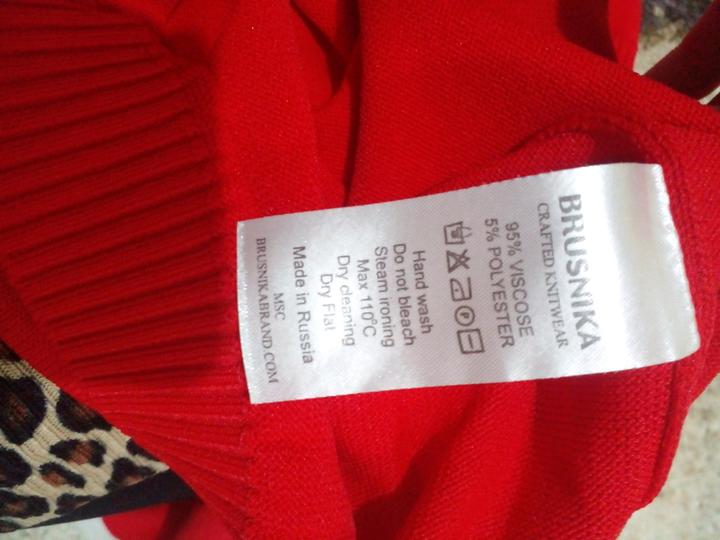 BRUSNIKA
CRAFTED KNITWEAR
95% VISCOSE
5% POLYESTER
P
Hand wash
Do not bleach
Steam ironing
Max 110°C
Dry cleaning
Dry Flat
Made in Russia
MSC
BRUSNIKABRAND.COM